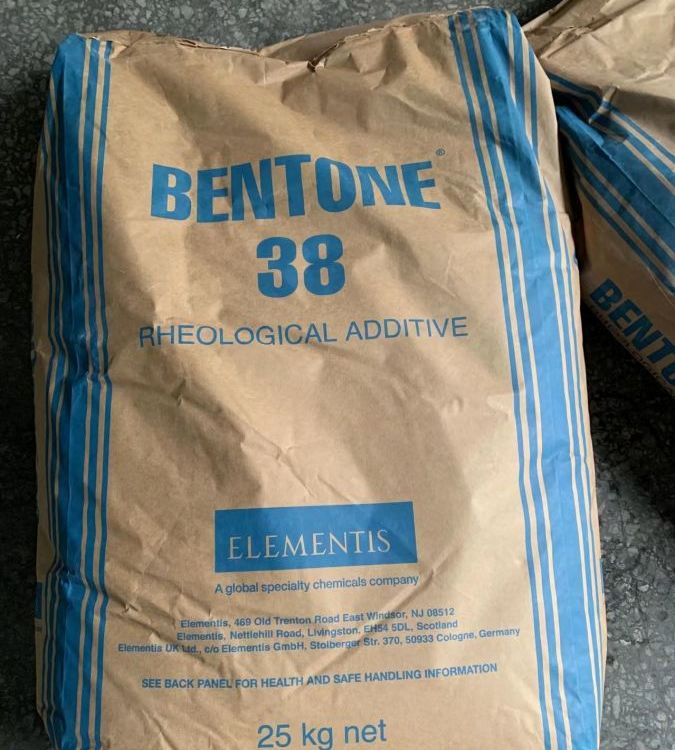 BENTONE®
38
RHEOLOGICAL ADDITIVE
ELEMENTIS
A global specialty chemicals company
Elementis, 469 Old Trenton Road East Windsor, NJ 08512
Elementis, Nettlehill Road, Livingston, EH54 5DL, Scotland
Elementis UK Ltd., c/o Elementis GmbH, Stolberger Str. 370, 50933 Cologne, Germany
SEE BACK PANEL FOR HEALTH AND SAFE HANDLING INFORMATION
25 kg net
BENTO